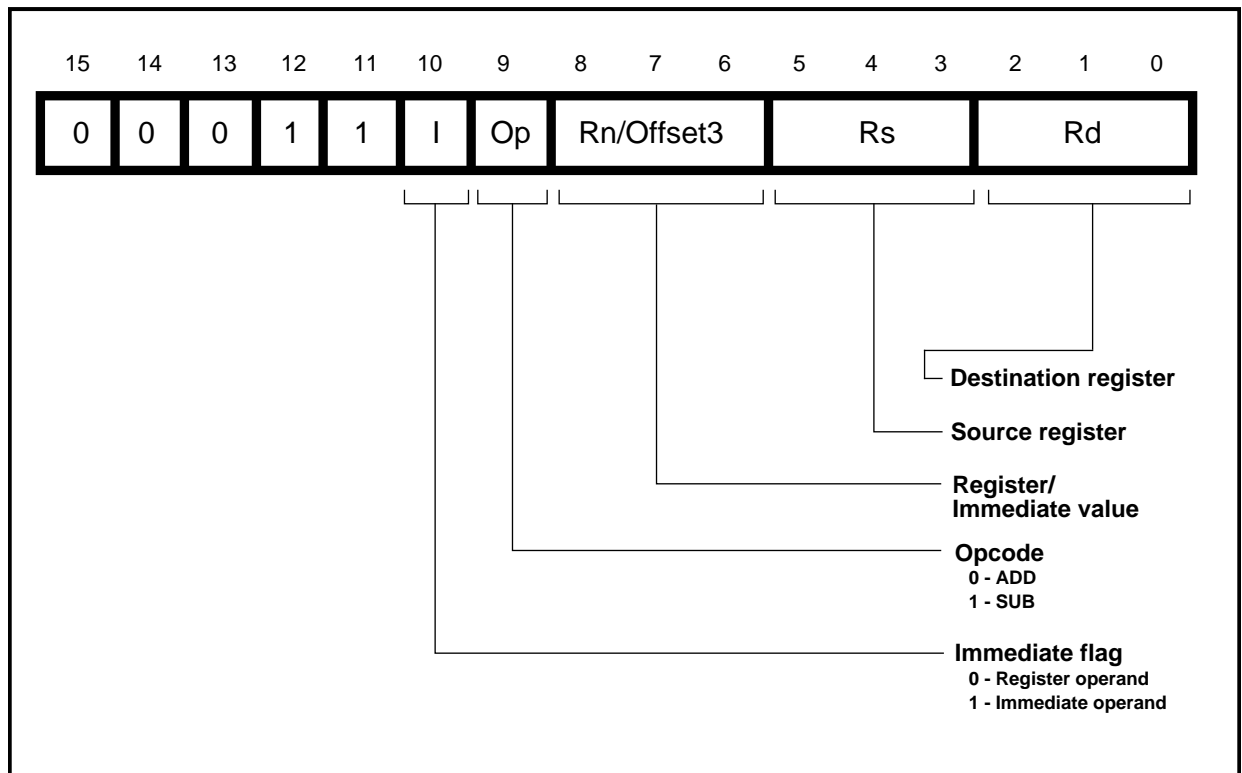 15 14 13 12 11 10 9 8 7 6 5 4 3 2 1 0
0 0 0 1 1 I Op Rn/Offset3 Rs Rd
Destination register
Source register
Register/
Immediate value
Opcode
0 - ADD
1 - SUB
Immediate flag
0 - Register operand
1 - Immediate operand